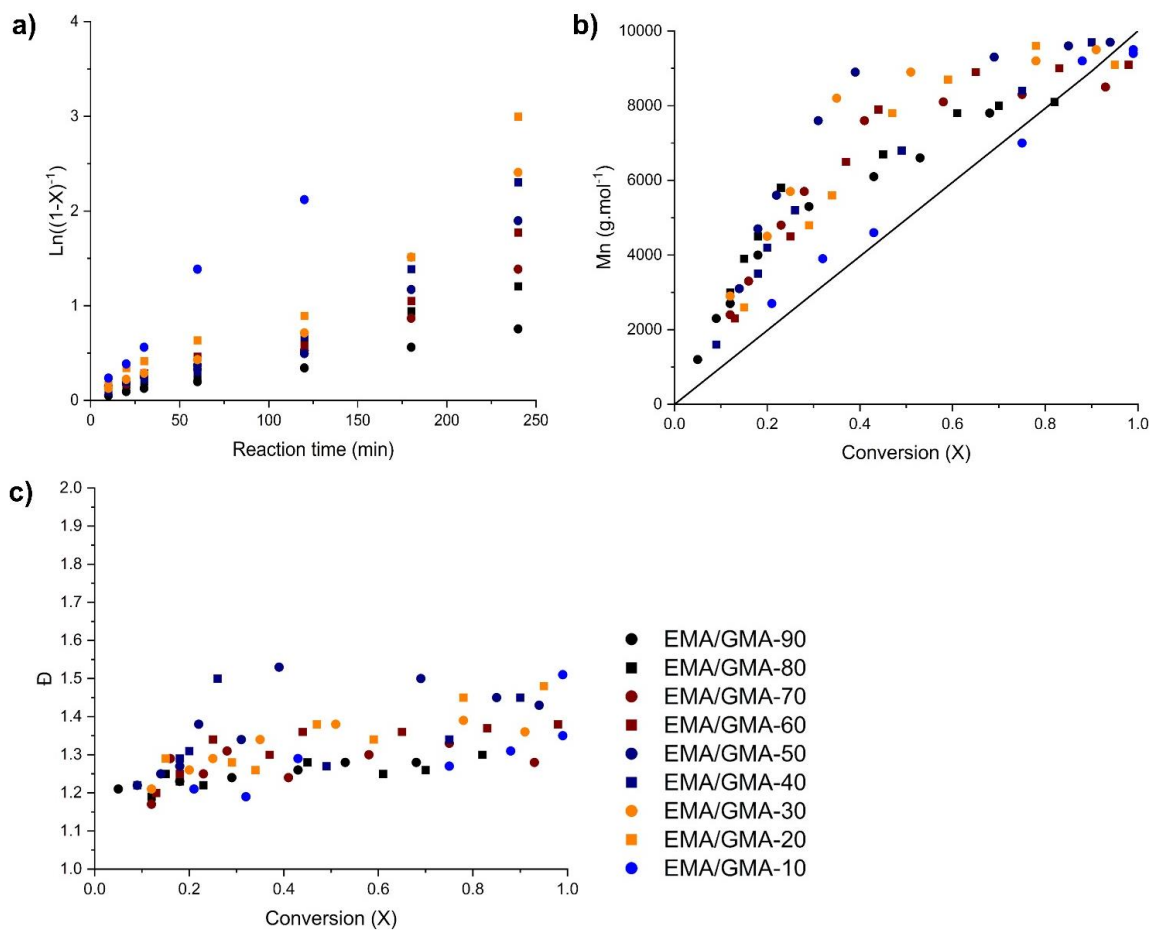 a)
4
3
2
1
0
Ln((1-X)⁻¹)
0 50 100 150 200 250
Reaction time (min)
b)
10000
8000
6000
4000
2000
0
Mn (g.mol⁻¹)
0.0 0.2 0.4 0.6 0.8 1.0
Conversion (X)
c)
2.0
1.9
1.8
1.7
1.6
1.5
1.4
1.3
1.2
1.1
1.0
Đ
0.0 0.2 0.4 0.6 0.8 1.0
Conversion (X)
EMA/GMA-90
EMA/GMA-80
EMA/GMA-70
EMA/GMA-60
EMA/GMA-50
EMA/GMA-40
EMA/GMA-30
EMA/GMA-20
EMA/GMA-10